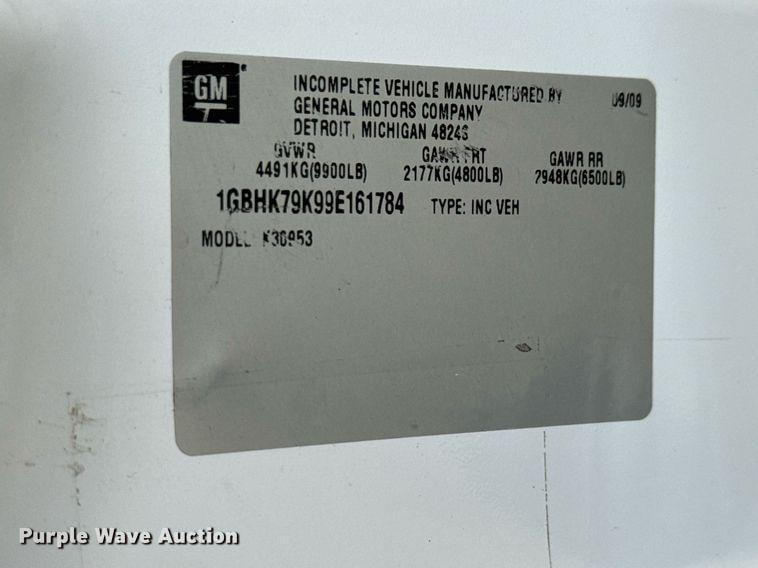 GM
INCOMPLETE VEHICLE MANUFACTURED BY 09/09
GENERAL MOTORS COMPANY
DETROIT, MICHIGAN 48243
GVWR GAWR FRT GAWR RR
4491KG(9900LB) 2177KG(4800LB) 2948KG(6500LB)
1GBHK79K99E161784 TYPE: INC VEH
MODEL K30953
Purple Wave Auction